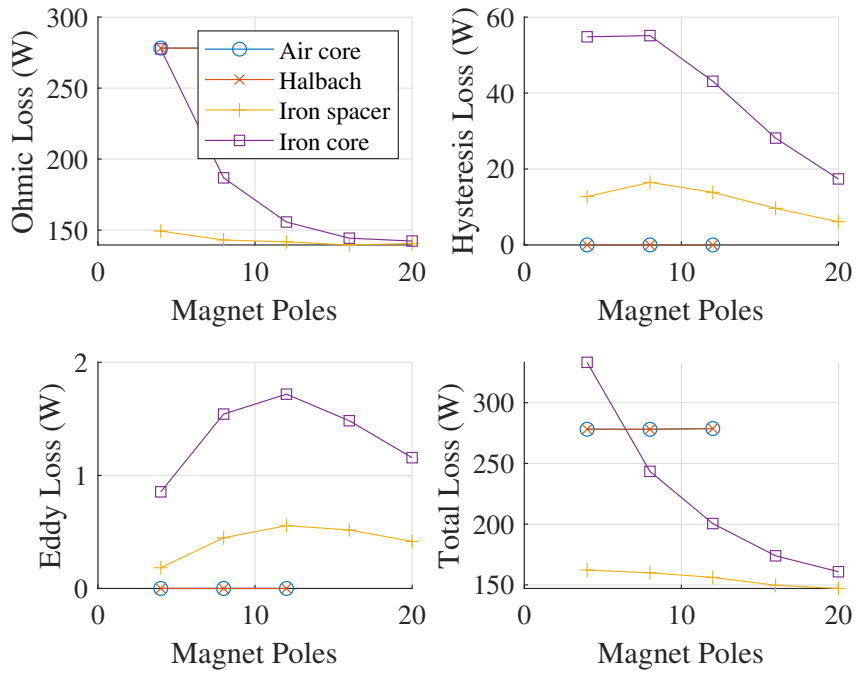 Ohmic Loss (W)
300
250
200
150
0
10
20
Magnet Poles
Air core
Halbach
Iron spacer
Iron core
Hysteresis Loss (W)
60
40
20
0
0
10
20
Magnet Poles
Eddy Loss (W)
2
1
0
0
10
20
Magnet Poles
Total Loss (W)
300
250
200
150
0
10
20
Magnet Poles